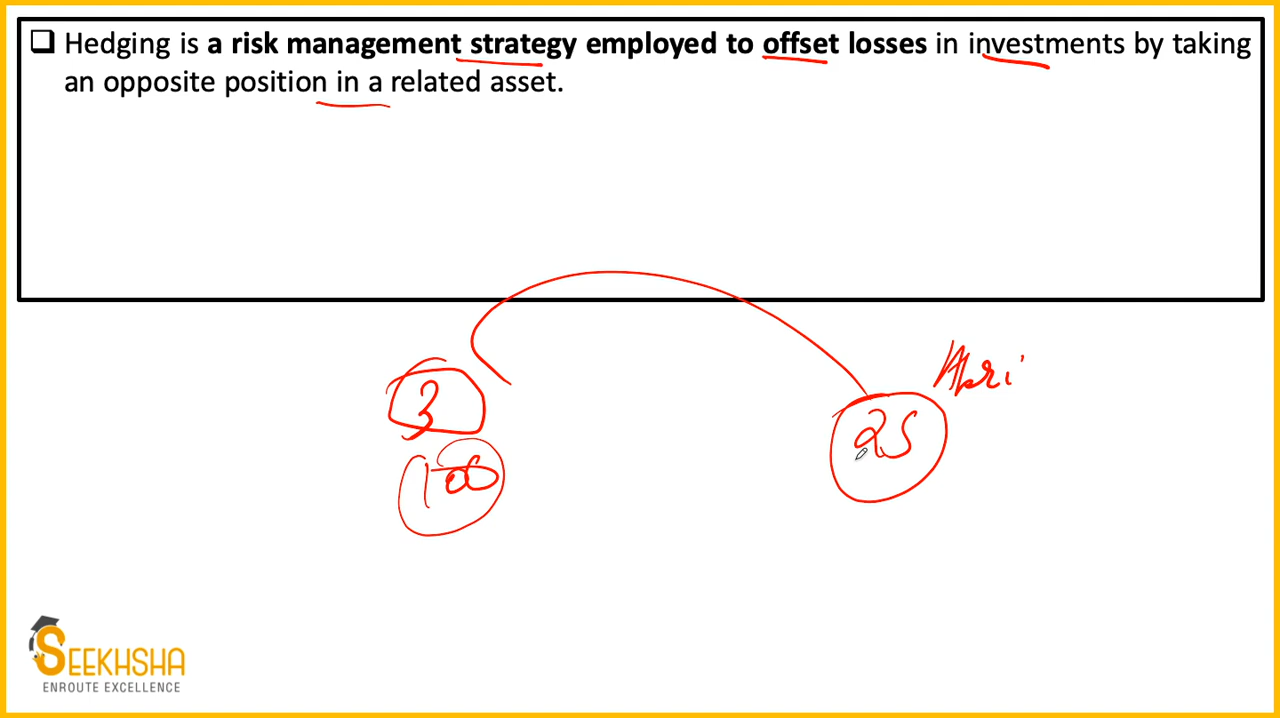 ❑ Hedging is a risk management strategy employed to offset losses in investments by taking
an opposite position in a related asset.
3
100
25
Apri
SEEKHSHA
ENROUTE EXCELLENCE